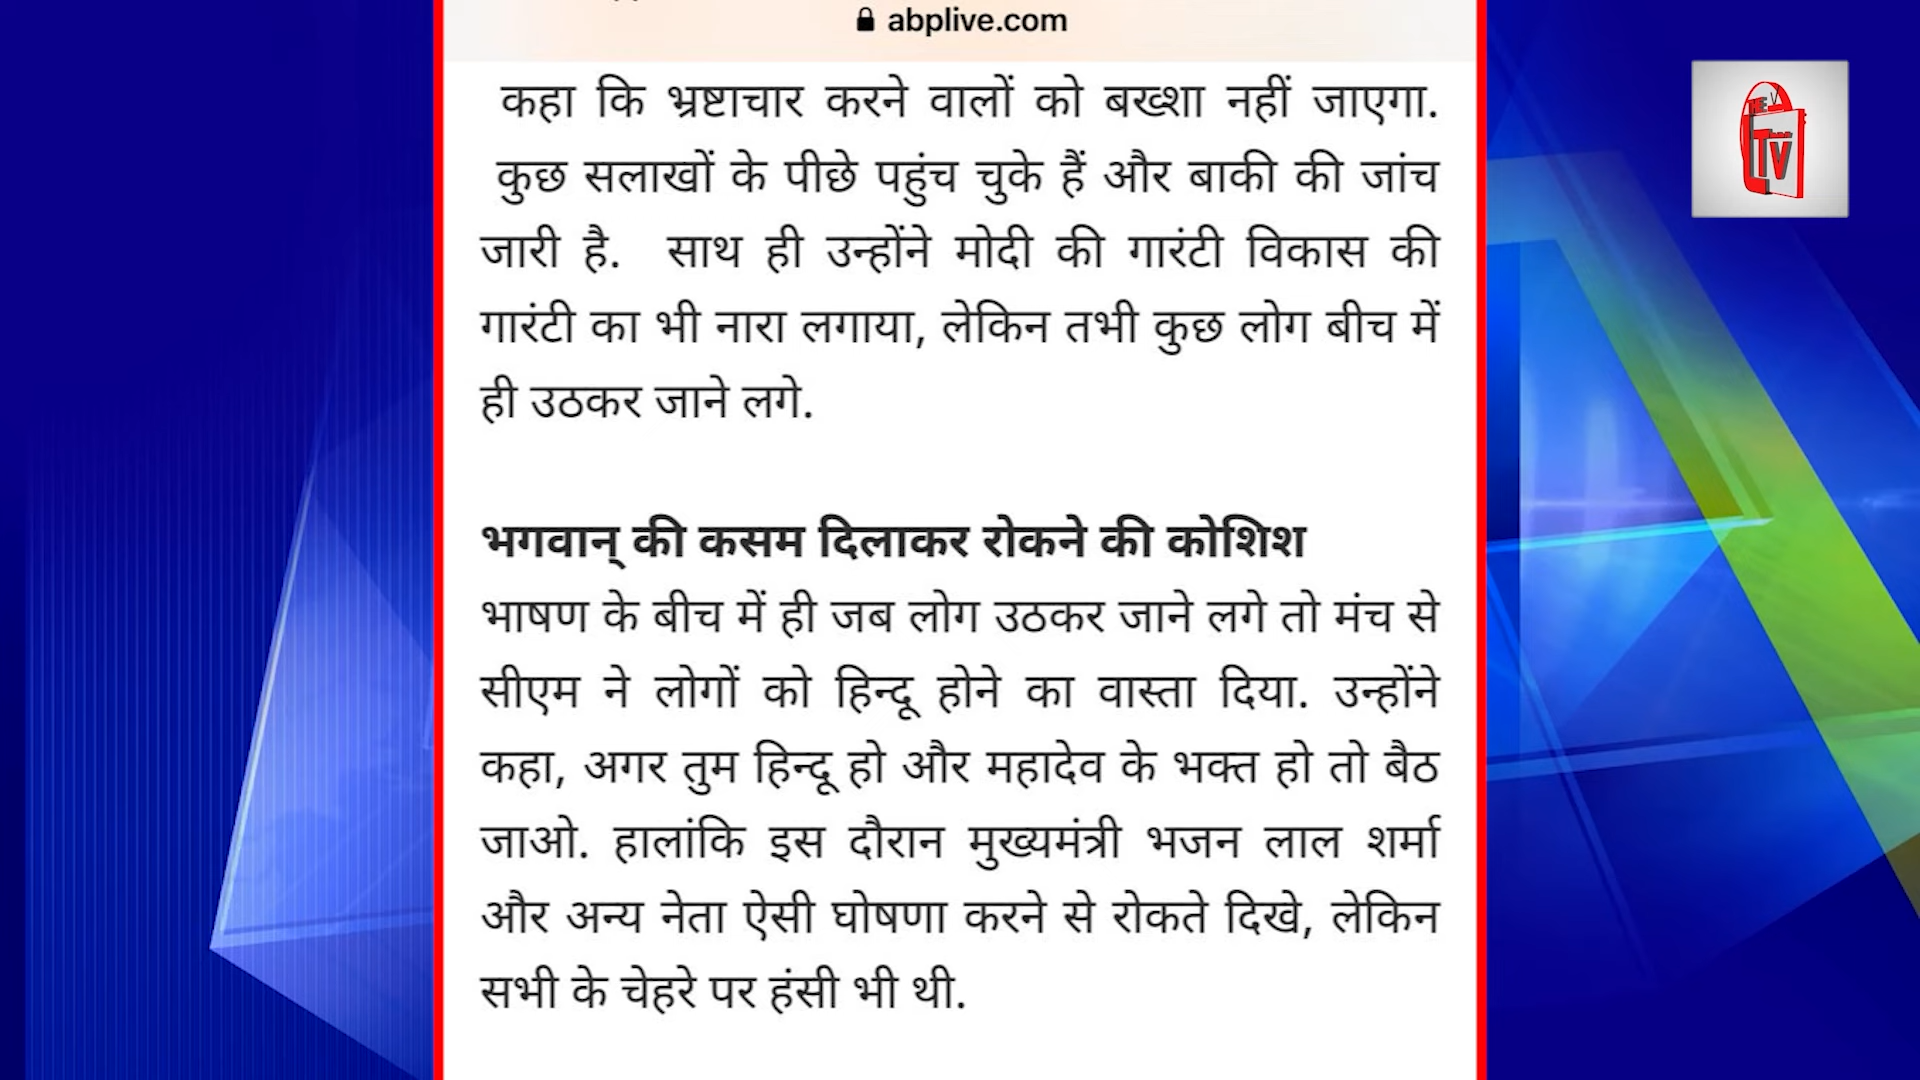 abplive.com
कहा कि भ्रष्टाचार करने वालों को बख्शा नहीं जाएगा.
कुछ सलाखों के पीछे पहुंच चुके हैं और बाकी की जांच
जारी है. साथ ही उन्होंने मोदी की गारंटी विकास की
गारंटी का भी नारा लगाया, लेकिन तभी कुछ लोग बीच में
ही उठकर जाने लगे.
भगवान् की कसम दिलाकर रोकने की कोशिश
भाषण के बीच में ही जब लोग उठकर जाने लगे तो मंच से
सीएम ने लोगों को हिन्दू होने का वास्ता दिया. उन्होंने
कहा, अगर तुम हिन्दू हो और महादेव के भक्त हो तो बैठ
जाओ. हालांकि इस दौरान मुख्यमंत्री भजन लाल शर्मा
और अन्य नेता ऐसी घोषणा करने से रोकते दिखे, लेकिन
सभी के चेहरे पर हंसी भी थी.
THE
TV